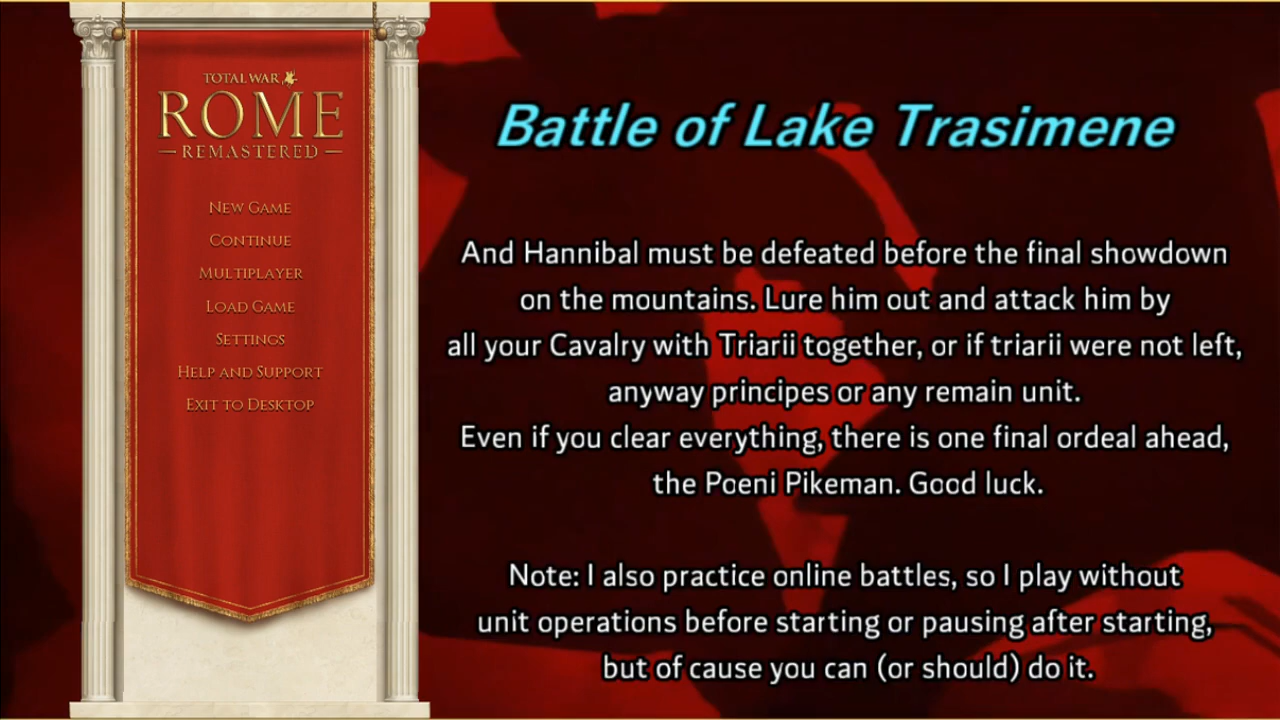 TOTAL WAR
ROME
REMASTERED
NEW GAME
CONTINUE
MULTIPLAYER
LOAD GAME
SETTINGS
HELP AND SUPPORT
EXIT TO DESKTOP
Battle of Lake Trasimene
And Hannibal must be defeated before the final showdown
on the mountains. Lure him out and attack him by
all your Cavalry with Triarii together, or if triarii were not left,
anyway principes or any remain unit.
Even if you clear everything, there is one final ordeal ahead,
the Poeni Pikeman. Good luck.
Note: I also practice online battles, so I play without
unit operations before starting or pausing after starting,
but of cause you can (or should) do it.